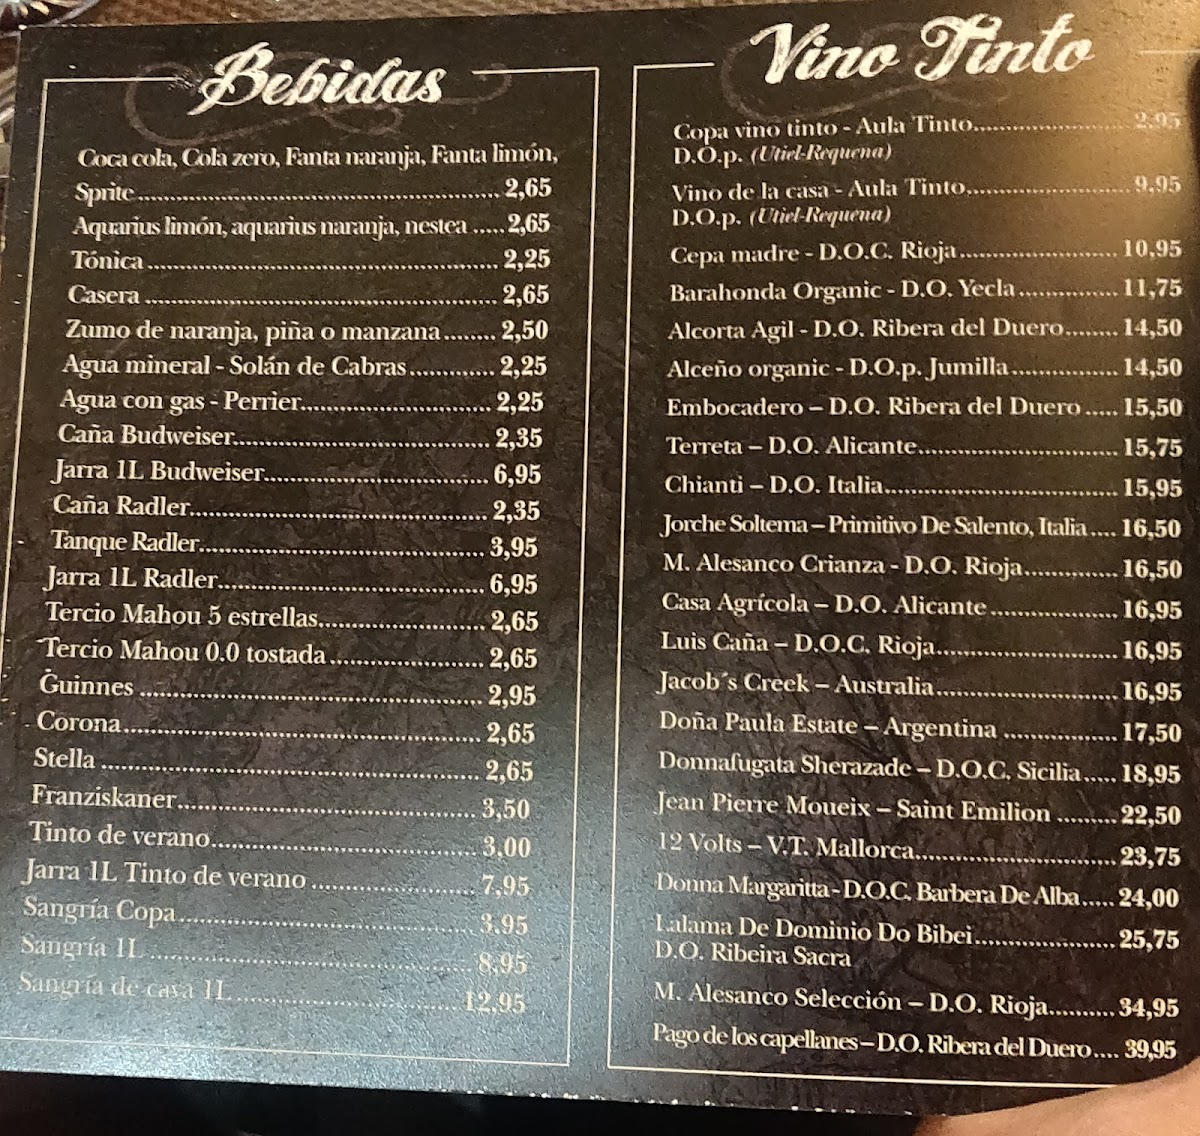 Bebidas
Coca cola, Cola zero, Fanta naranja, Fanta limón,
Sprite 2,65
Aquarius limón, aquarius naranja, nestea 2,65
Tónica 2,25
Casera 2,65
Zumo de naranja, piña o manzana 2,50
Agua mineral - Solán de Cabras 2,25
Agua con gas - Perrier 2,25
Caña Budweiser 2,35
Jarra 1L Budweiser 6,95
Caña Radler 2,35
Tanque Radler 3,95
Jarra 1L Radler 6,95
Tercio Mahou 5 estrellas 2,65
Tercio Mahou 0.0 tostada 2,65
Guinnes 2,95
Corona 2,65
Stella 2,65
Franziskaner 3,50
Tinto de verano 3,00
Jarra 1L Tinto de verano 7,95
Sangría Copa 3,95
Sangría 1L 8,95
Sangría de casa 1L 12,95
Vino Tinto
Copa vino tinto - Aula Tinto 2,95
D.O.p. (Utiel-Requena)
Vino de la casa - Aula Tinto 9,95
D.O.p. (Utiel-Requena)
Cepa madre - D.O.C. Rioja 10,95
Barahonda Organic - D.O. Yecla 11,75
Alcorta Agil - D.O. Ribera del Duero 14,50
Alceño organic - D.O.p. Jumilla 14,50
Embocadero – D.O. Ribera del Duero 15,50
Terreta – D.O. Alicante 15,75
Chianti – D.O. Italia 15,95
Jorche Soltema – Primitivo De Salento, Italia 16,50
M. Alesanco Crianza - D.O. Rioja 16,50
Casa Agrícola – D.O. Alicante 16,95
Luis Caña – D.O.C. Rioja 16,95
Jacob´s Creek – Australia 16,95
Doña Paula Estate – Argentina 17,50
Donnafugata Sherazade – D.O.C. Sicilia 18,95
Jean Pierre Moueix – Saint Emilion 22,50
12 Volts – V.T. Mallorca 23,75
Donna Margaritta - D.O.C. Barbera De Alba 24,00
Lalama De Dominio Do Bibei 25,75
D.O. Ribeira Sacra
M. Alesanco Selección – D.O. Rioja 34,95
Pago de los capellanes – D.O. Ribera del Duero 39,95